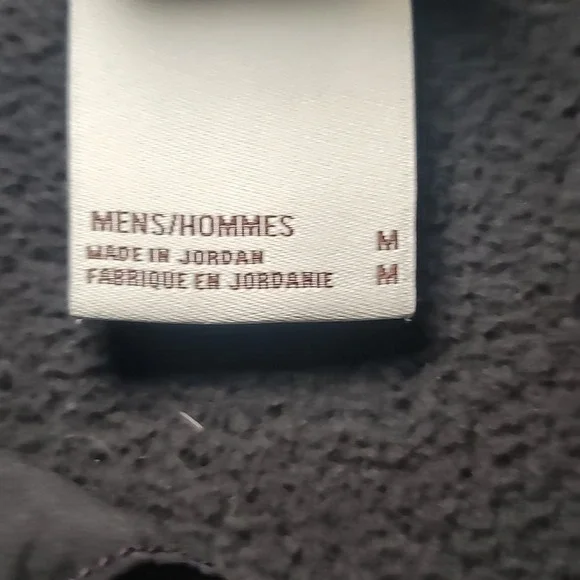 MENS/HOMMES M
MADE IN JORDAN
FABRIQUE EN JORDANIE M